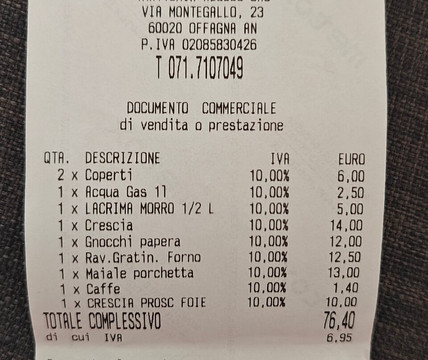 VIA MONTEGALLO, 23
60020 OFFAGNA AN
P.IVA 02085830426
T 071.7107049
DOCUMENTO COMMERCIALE
di vendita o prestazione
QTA. DESCRIZIONE IVA EURO
2 x Coperti 10,00% 6,00
1 x Acqua Gas 1l 10,00% 2,50
1 x LACRIMA MORRO 1/2 L 10,00% 5,00
1 x Crescia 10,00% 14,00
1 x Gnocchi papera 10,00% 12,00
1 x Rav.Gratin. Forno 10,00% 12,50
1 x Maiale porchetta 10,00% 13,00
1 x Caffe 10,00% 1,40
1 x CRESCIA PROSC FOIE 10,00% 10,00
TOTALE COMPLESSIVO 76,40
di cui IVA 6,95